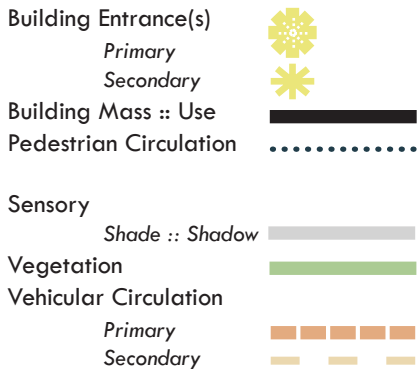 Building Entrance(s)
Primary
Secondary
Building Mass :: Use
Pedestrian Circulation
Sensory
Shade :: Shadow
Vegetation
Vehicular Circulation
Primary
Secondary